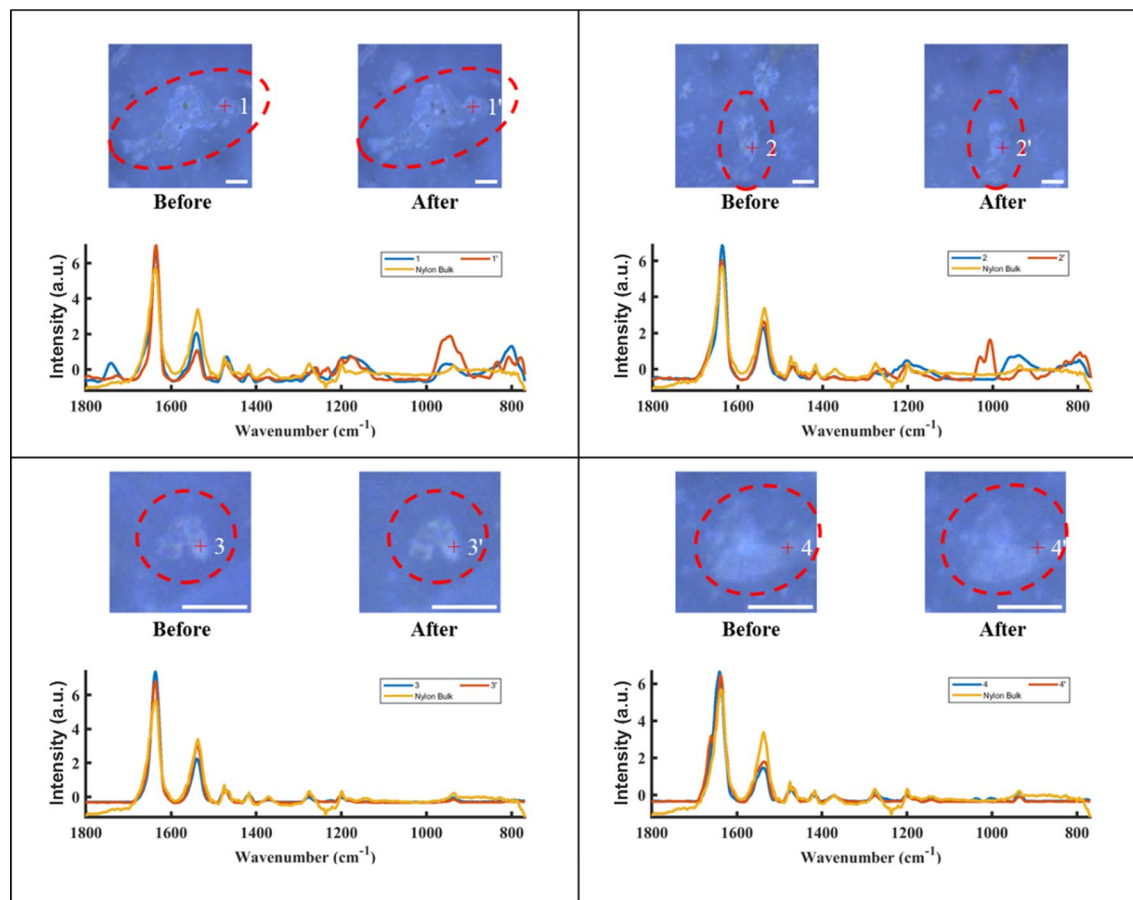 1 1'
Before After
Intensity (a.u.)
6
4
2
0
1 1'
Nylon Bulk
1800 1600 1400 1200 1000 800
Wavenumber (cm⁻¹)
2 2'
Before After
Intensity (a.u.)
6
4
2
0
2 2'
Nylon Bulk
1800 1600 1400 1200 1000 800
Wavenumber (cm⁻¹)
3 3'
Before After
Intensity (a.u.)
6
4
2
0
3 3'
Nylon Bulk
1800 1600 1400 1200 1000 800
Wavenumber (cm⁻¹)
4 4'
Before After
Intensity (a.u.)
6
4
2
0
4 4'
Nylon Bulk
1800 1600 1400 1200 1000 800
Wavenumber (cm⁻¹)